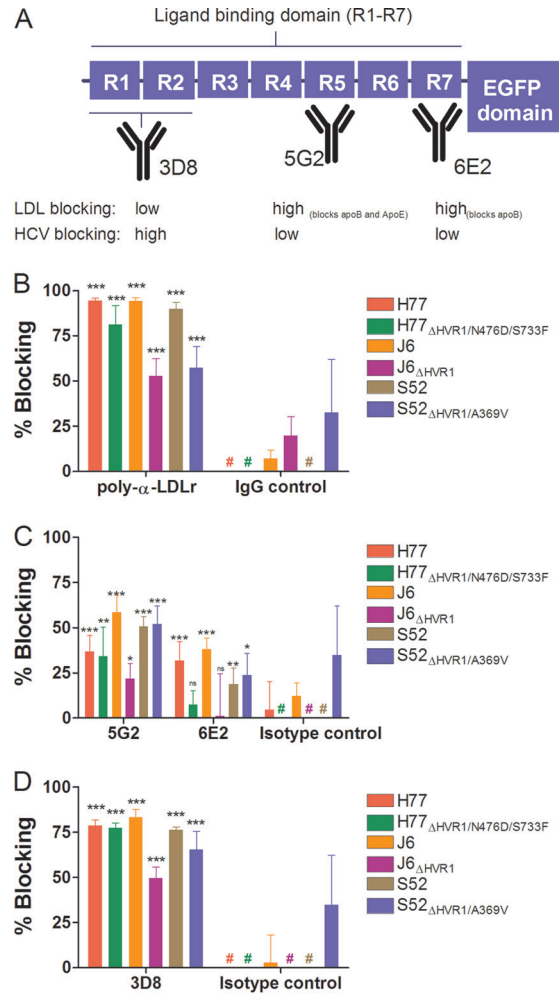 A
Ligand binding domain (R1-R7)
R1 R2 R3 R4 R5 R6 R7 EGFP domain
3D8 5G2 6E2
LDL blocking: low high (blocks apoB and ApoE) high (blocks apoB)
HCV blocking: high low low
B
% Blocking
100
75
50
25
0
*** *** *** *** *** ***
# # #
poly-α-LDLr IgG control
H77
H77ΔHVR1/N476D/S733F
J6
J6ΔHVR1
S52
S52ΔHVR1/A369V
C
% Blocking
100
75
50
25
0
*** ** *** * *** ***
*** ns *** ns ** *
# # #
5G2 6E2 Isotype control
H77
H77ΔHVR1/N476D/S733F
J6
J6ΔHVR1
S52
S52ΔHVR1/A369V
D
% Blocking
100
75
50
25
0
*** *** *** *** *** ***
# # # #
3D8 Isotype control
H77
H77ΔHVR1/N476D/S733F
J6
J6ΔHVR1
S52
S52ΔHVR1/A369V